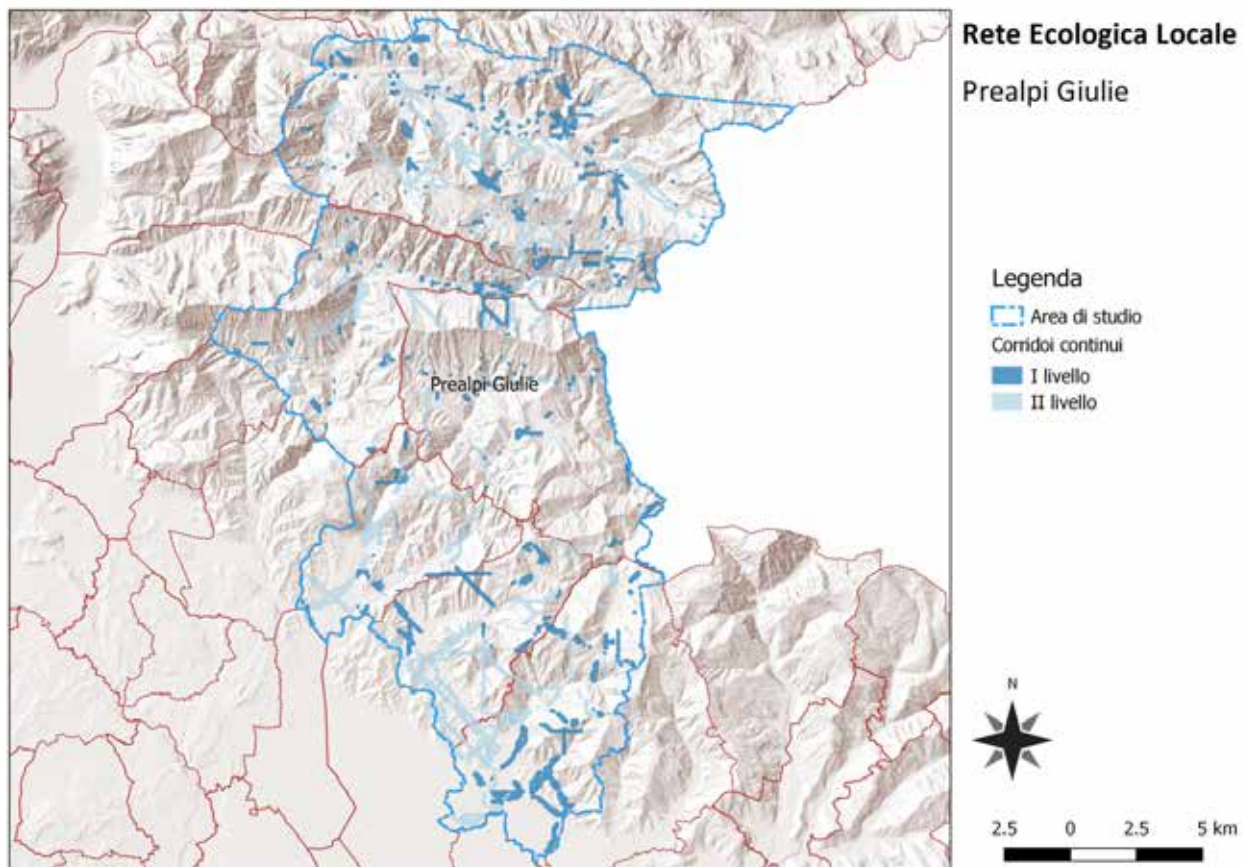 Rete Ecologica Locale
Prealpi Giulie
Prealpi Giulie
Legenda
Area di studio
Corridoi continui
I livello
II livello
N
2.5 0 2.5 5 km